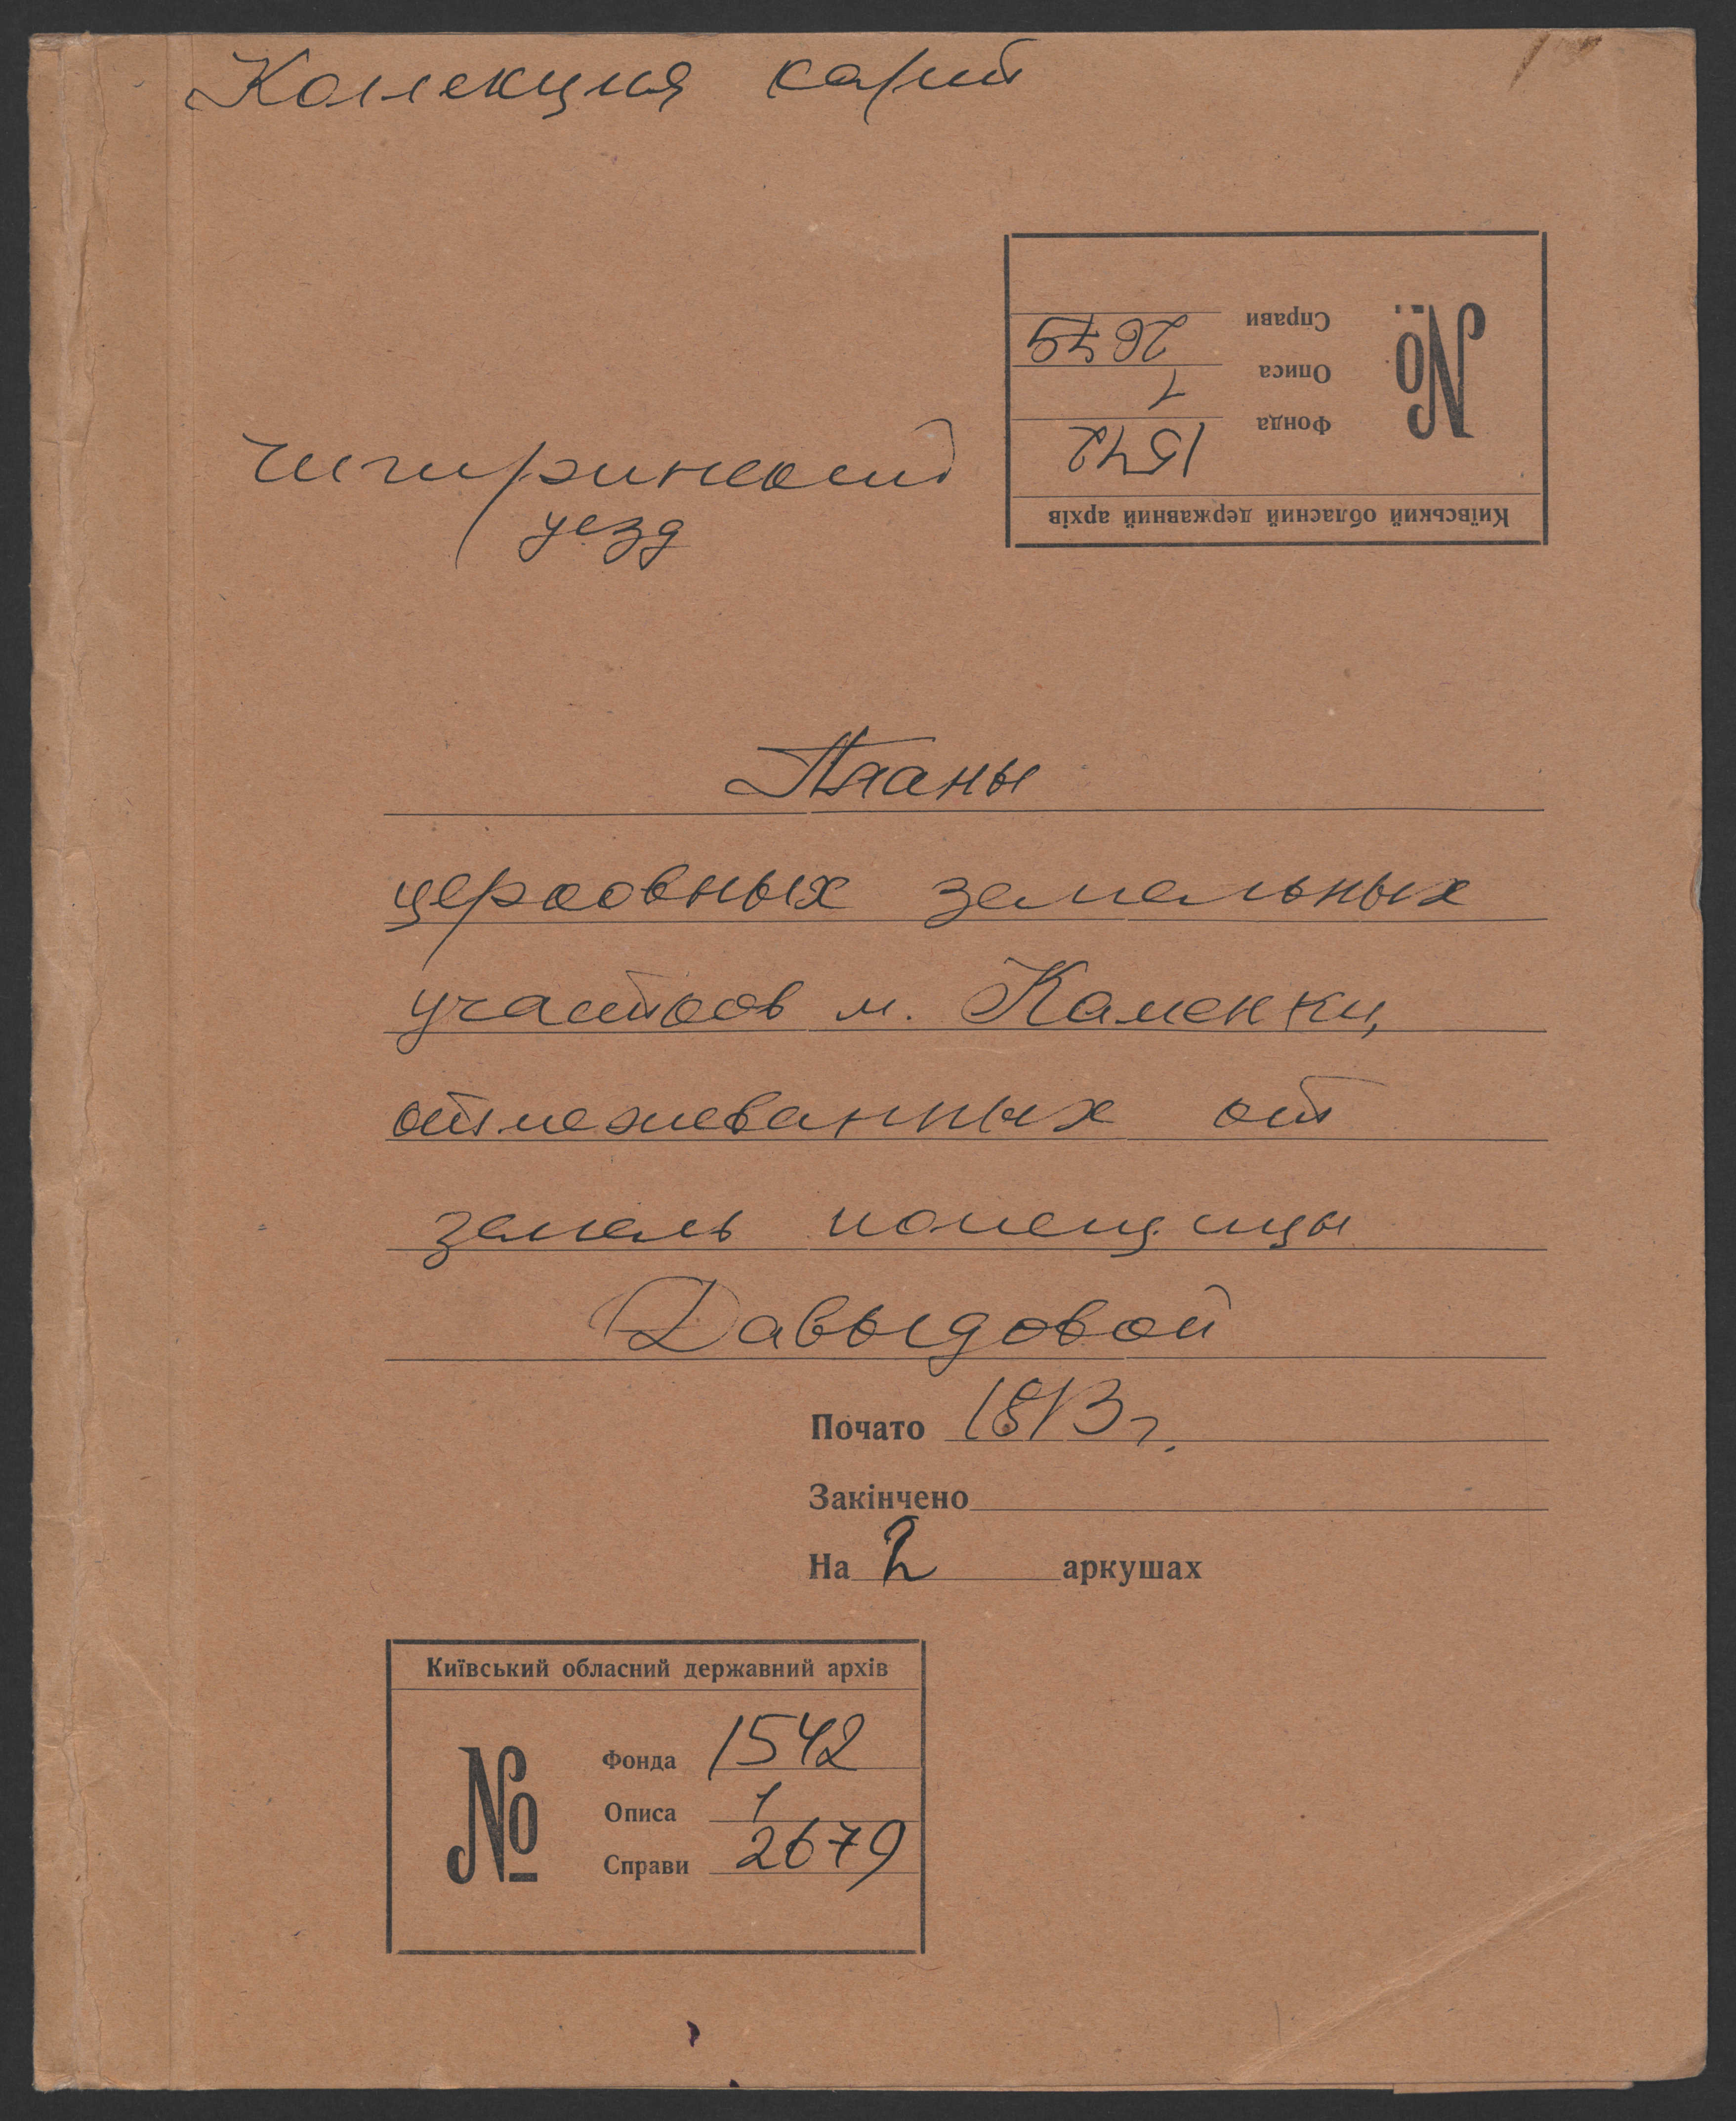 Коллекция карт
Київський обласний державний архів
№
Фонда 1542
Описа 1
Справи 2679
Чигиринский
уезд
Планы
церковных земельных
участков м. Каменки,
отмежеванных от
земель помещицы
Давыдовой
Почато 1813 г.
Закінчено
На 2 аркушах
Київський обласний державний архів
№
Фонда 1542
Описа 1
Справи 2679